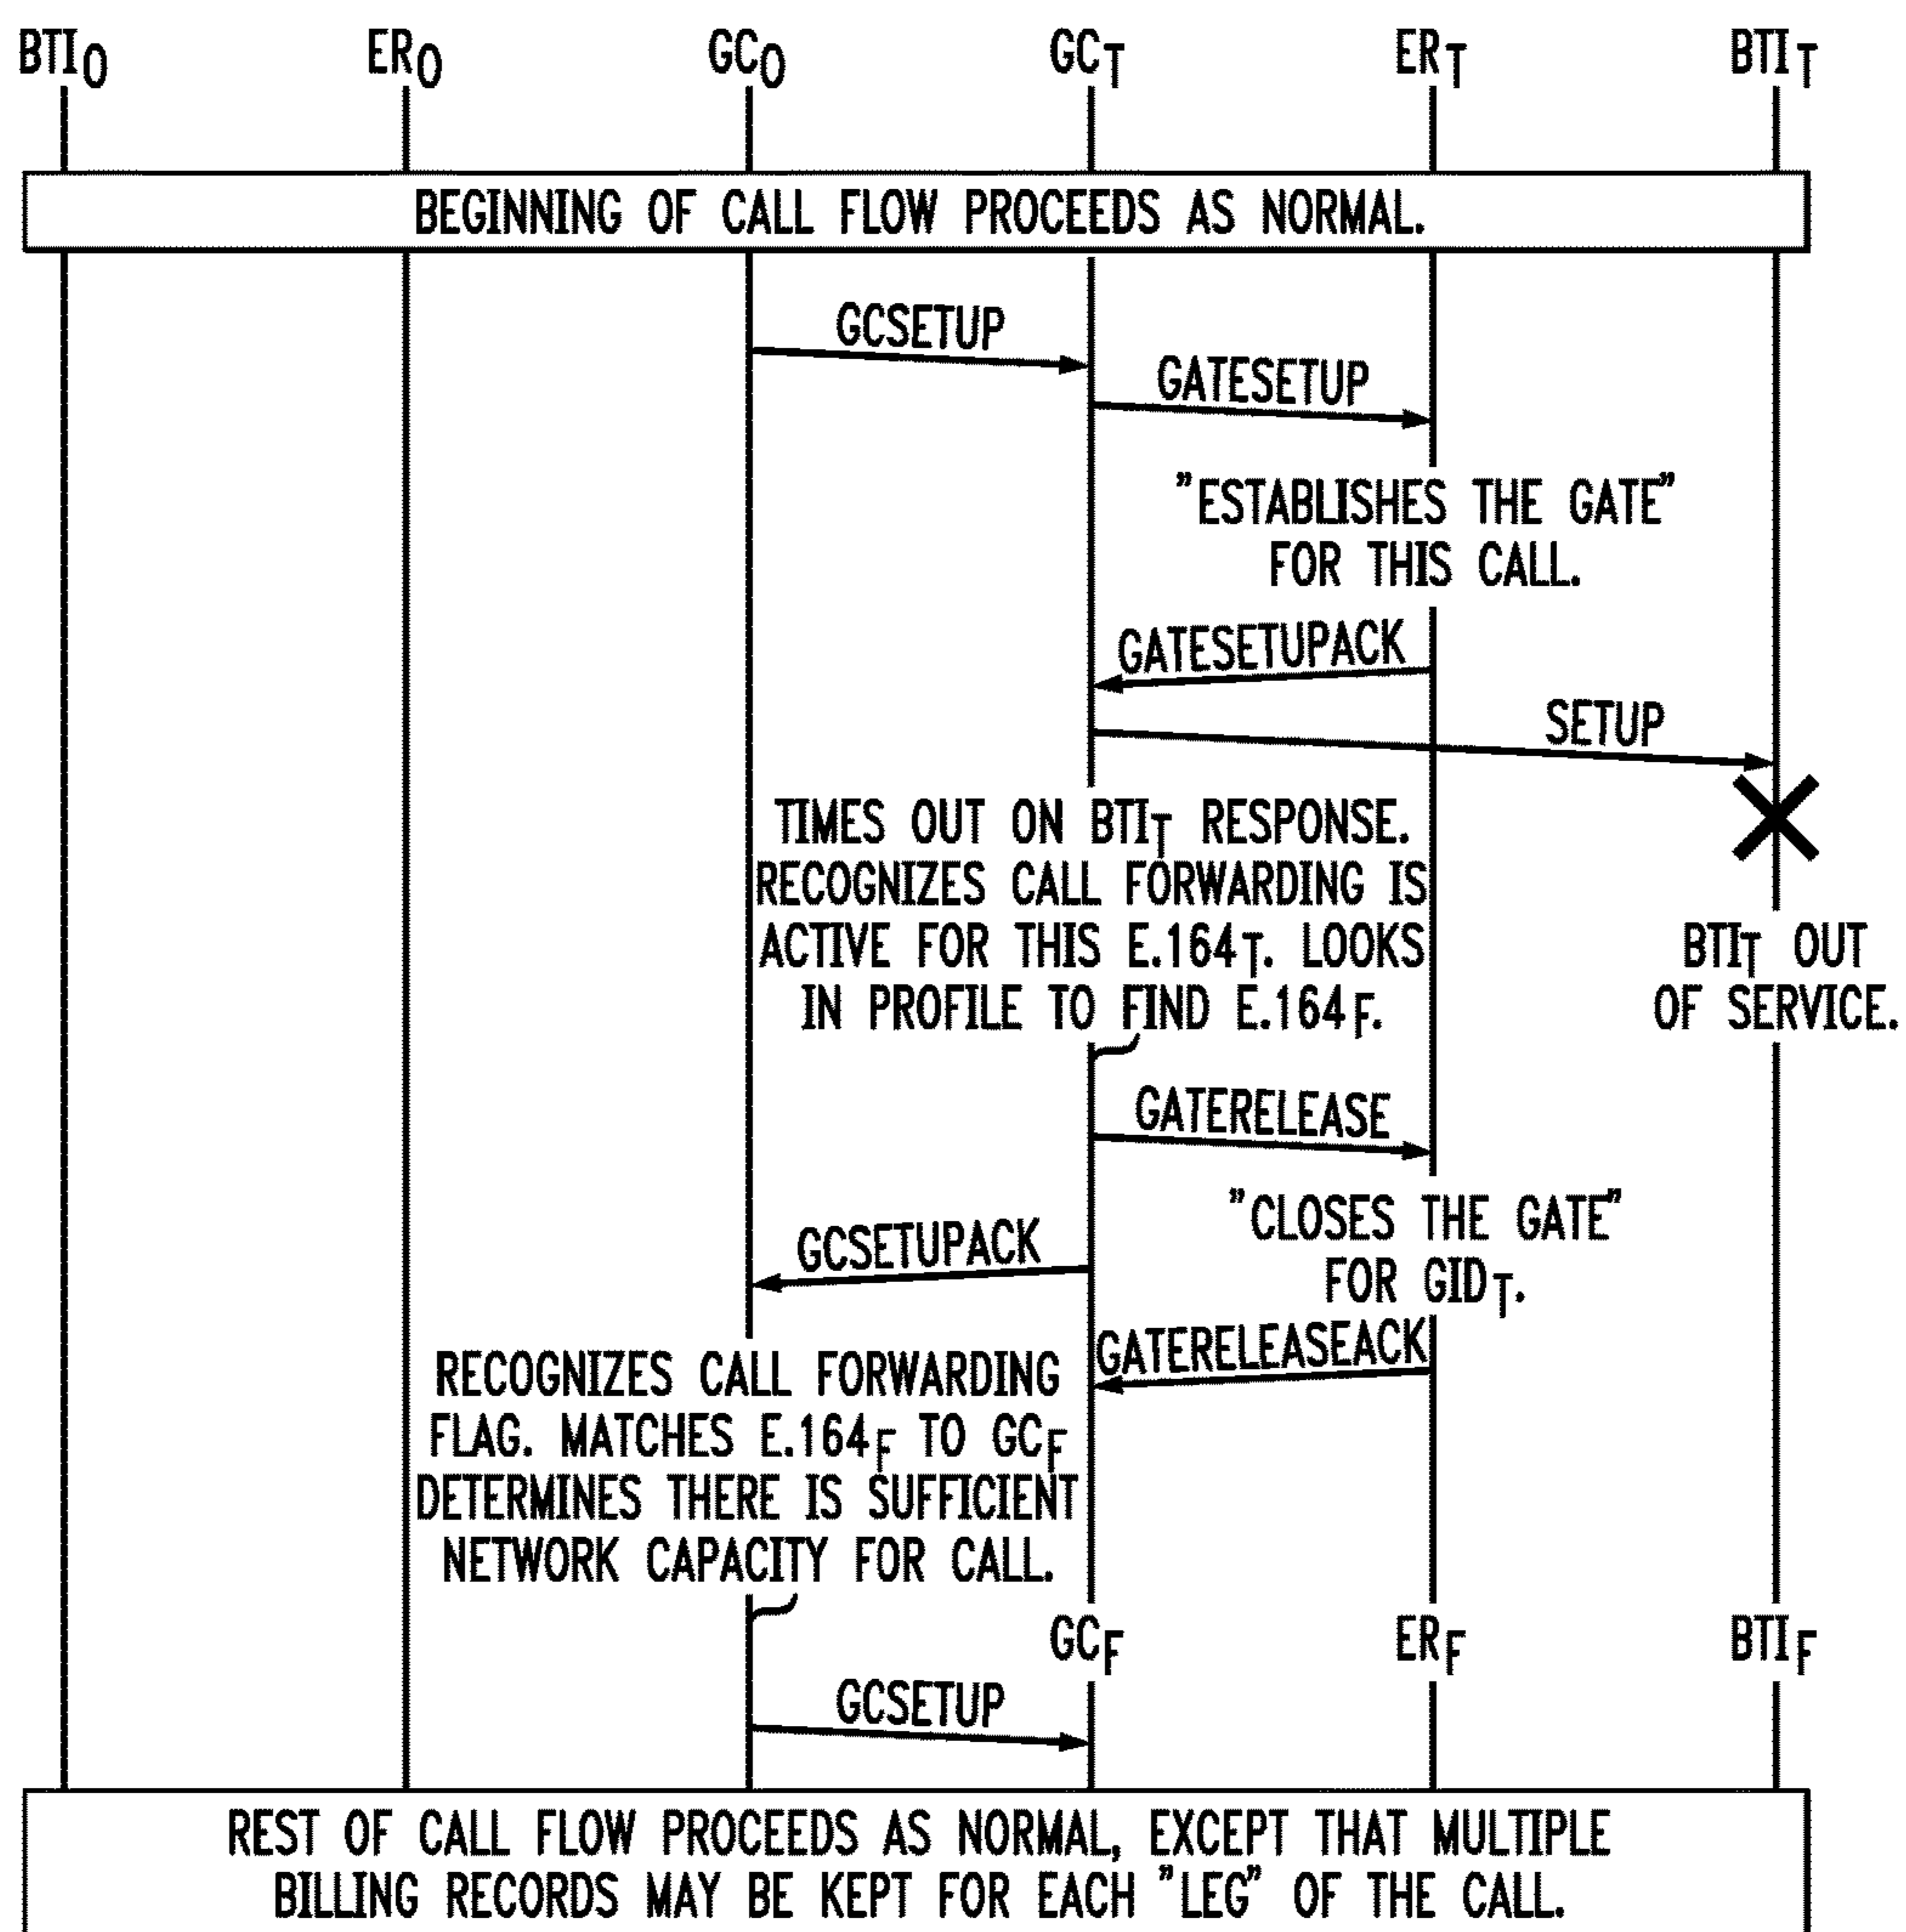 BTIO ERO GCO GCT ERT BTIT
BEGINNING OF CALL FLOW PROCEEDS AS NORMAL.
GCSETUP
GATESETUP
"ESTABLISHES THE GATE"
FOR THIS CALL.
GATESETUPACK
SETUP
TIMES OUT ON BTIT RESPONSE.
RECOGNIZES CALL FORWARDING IS
ACTIVE FOR THIS E.164T. LOOKS
IN PROFILE TO FIND E.164F.
BTIT OUT
OF SERVICE.
GATERELEASE
"CLOSES THE GATE"
FOR GIDT.
GCSETUPACK
GATERELEASEACK
RECOGNIZES CALL FORWARDING
FLAG. MATCHES E.164F TO GCF
DETERMINES THERE IS SUFFICIENT
NETWORK CAPACITY FOR CALL.
GCF ERF BTIF
GCSETUP
REST OF CALL FLOW PROCEEDS AS NORMAL, EXCEPT THAT MULTIPLE
BILLING RECORDS MAY BE KEPT FOR EACH "LEG" OF THE CALL.